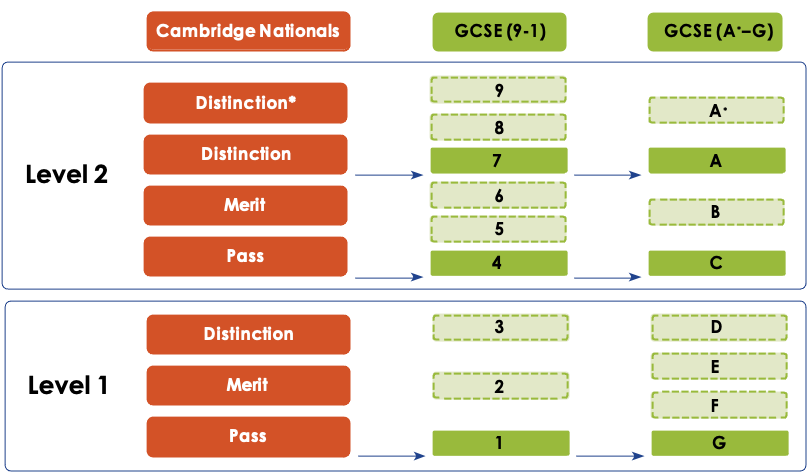 Cambridge Nationals
GCSE (9-1)
GCSE (A*–G)
Level 2
Distinction*
Distinction
Merit
Pass
9
8
7
6
5
4
A*
A
B
C
Level 1
Distinction
Merit
Pass
3
2
1
D
E
F
G